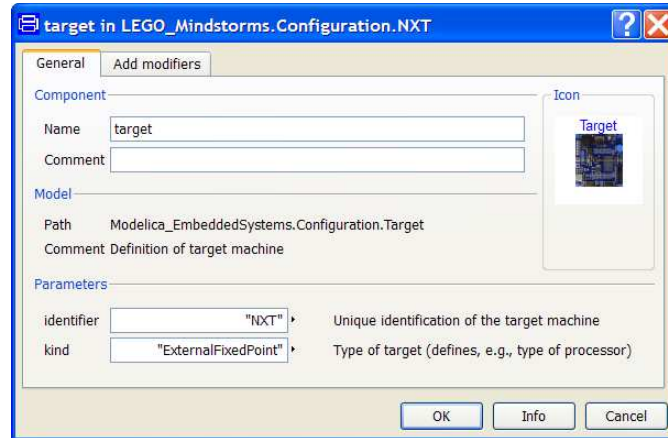 target in LEGO_Mindstorms.Configuration.NXT
General
Add modifiers
Component
Icon
Name
target
Target
Comment
Model
Path
Modelica_EmbeddedSystems.Configuration.Target
Comment
Definition of target machine
Parameters
identifier
"NXT"
Unique identification of the target machine
kind
"ExternalFixedPoint"
Type of target (defines, e.g., type of processor)
OK
Info
Cancel